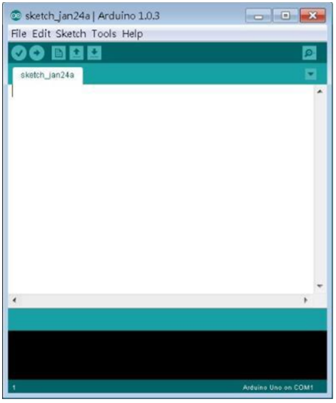 sketch_jan24a | Arduino 1.0.3
File Edit Sketch Tools Help
sketch_jan24a
1 Arduino Uno on COM1